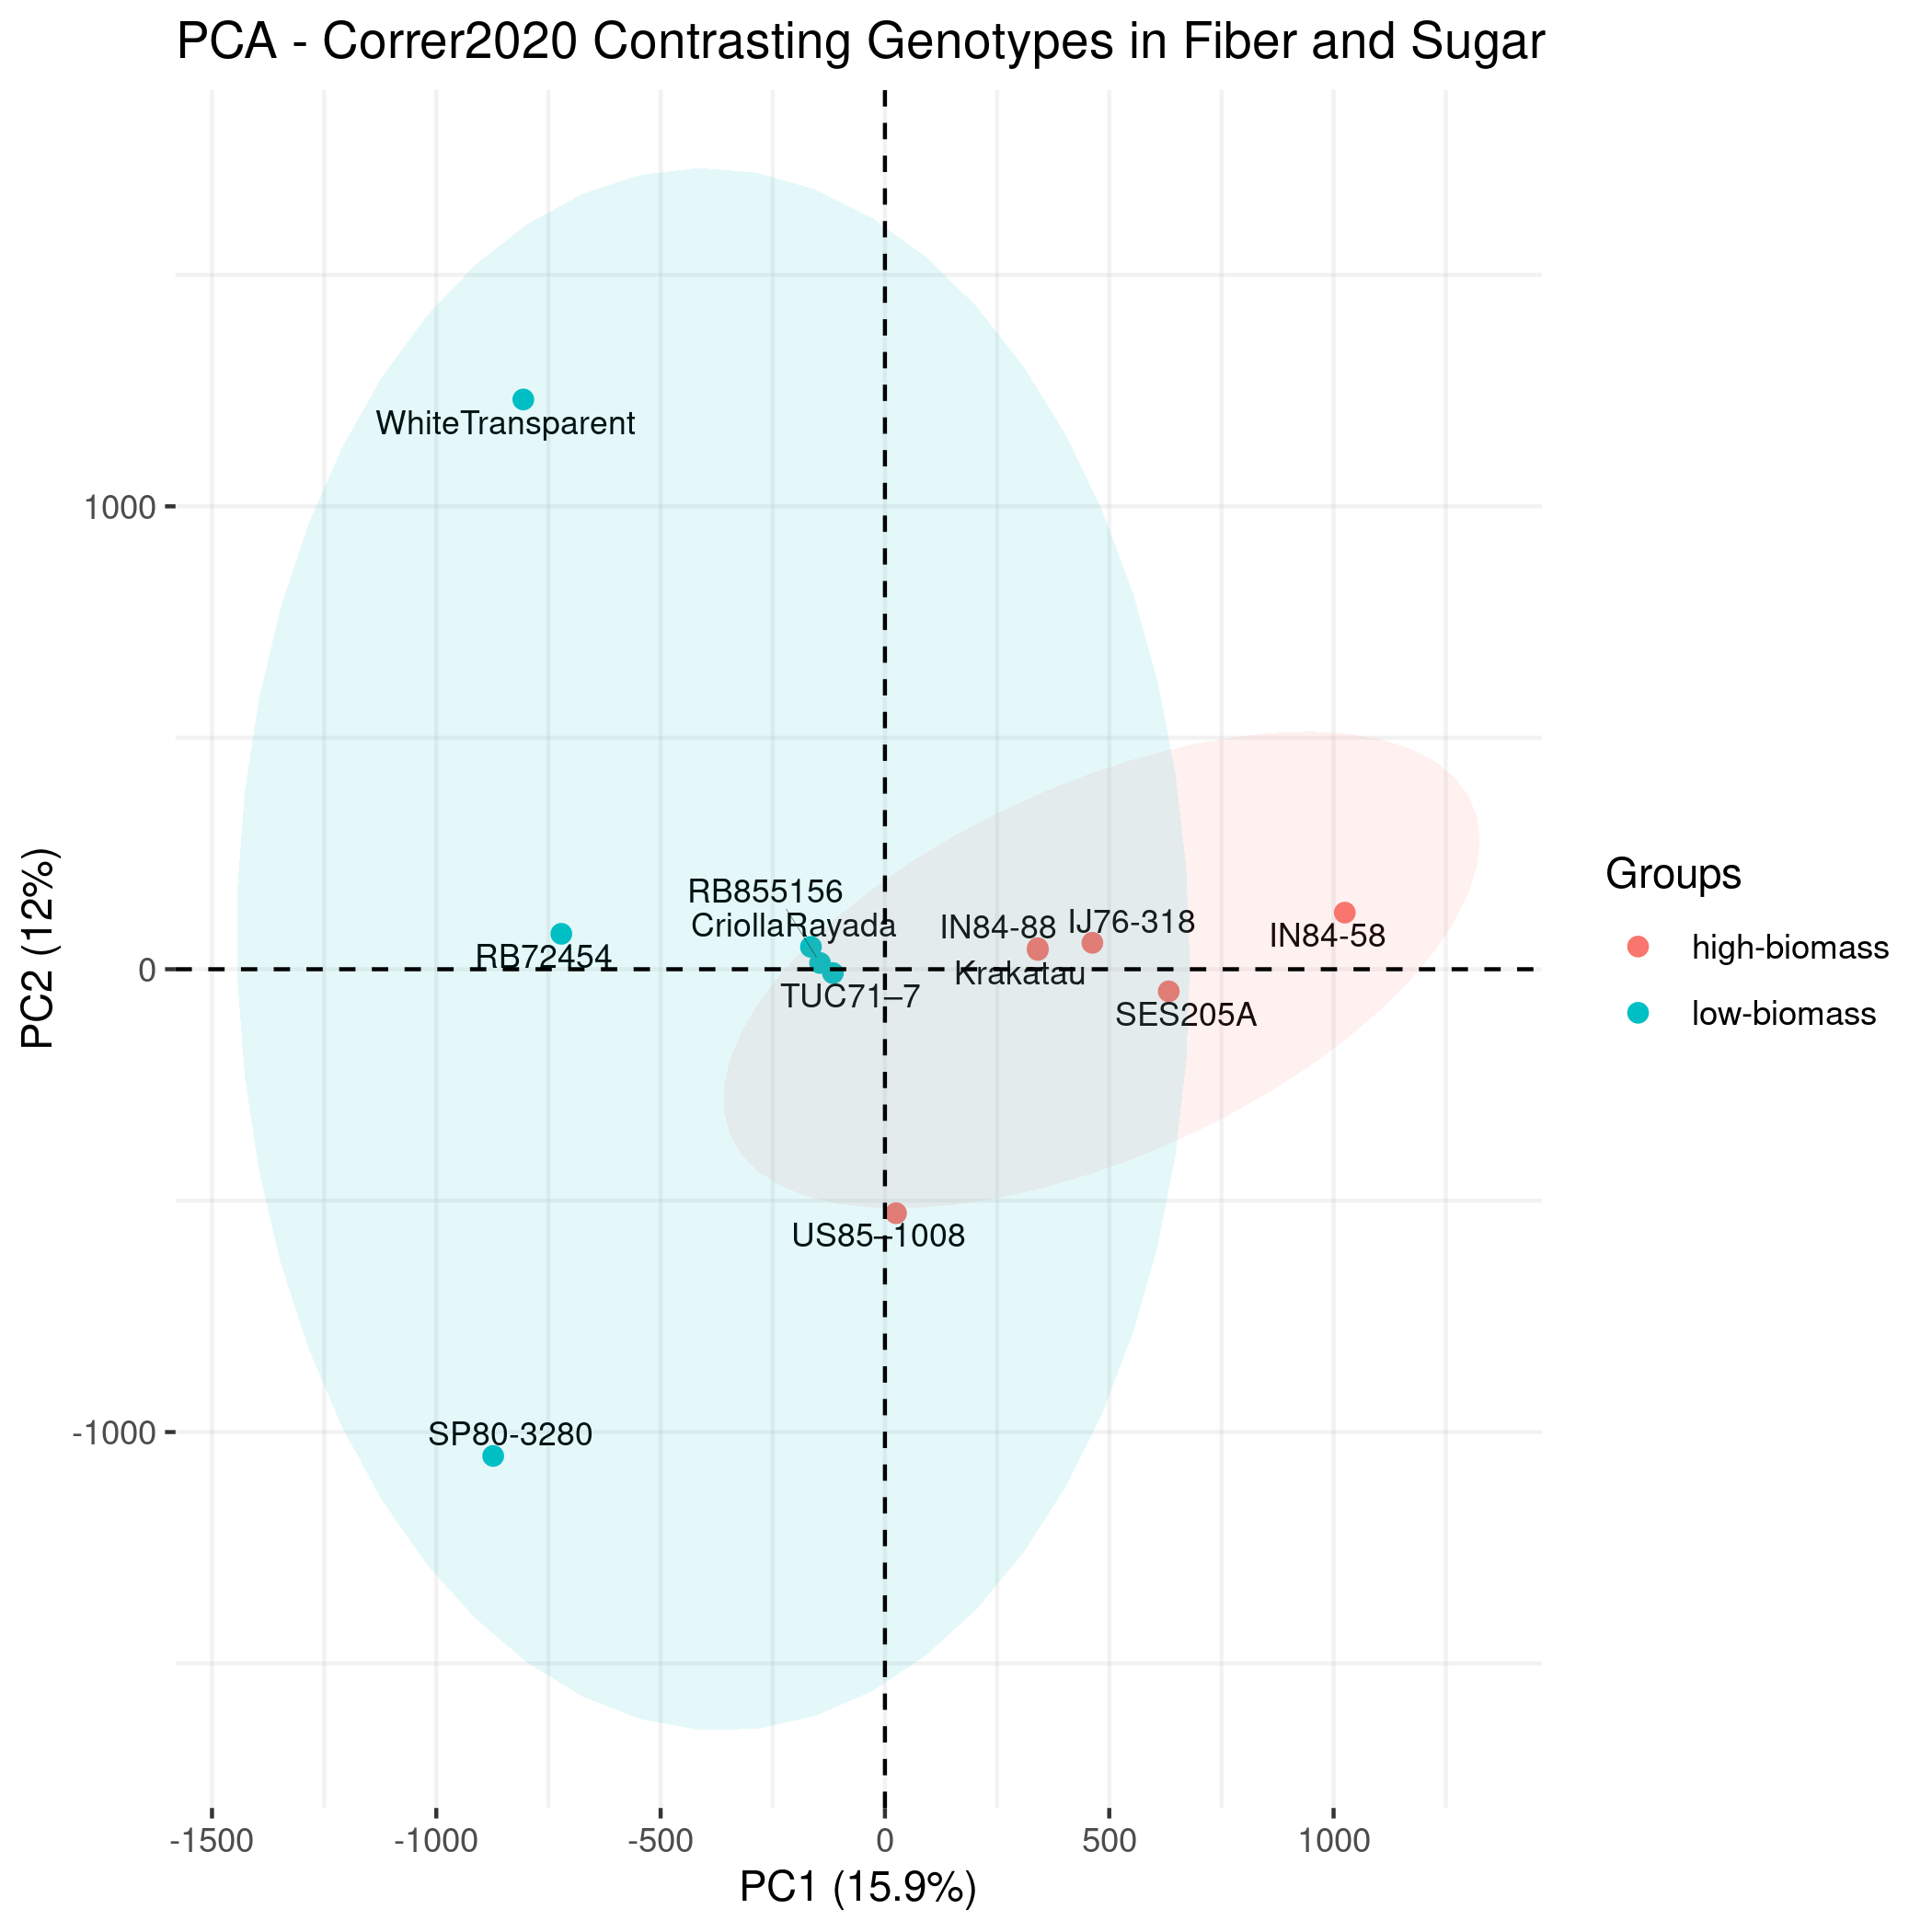 PCA - Correr2020 Contrasting Genotypes in Fiber and Sugar
WhiteTransparent
1000
RB855156
CriollaRayada
IN84-88
IJ76-318
IN84-58
RB72454
Krakatau
TUC71–7
SES205A
0
US85–1008
SP80-3280
-1000
PC2 (12%)
-1500
-1000
-500
0
500
1000
PC1 (15.9%)
Groups
high-biomass
low-biomass